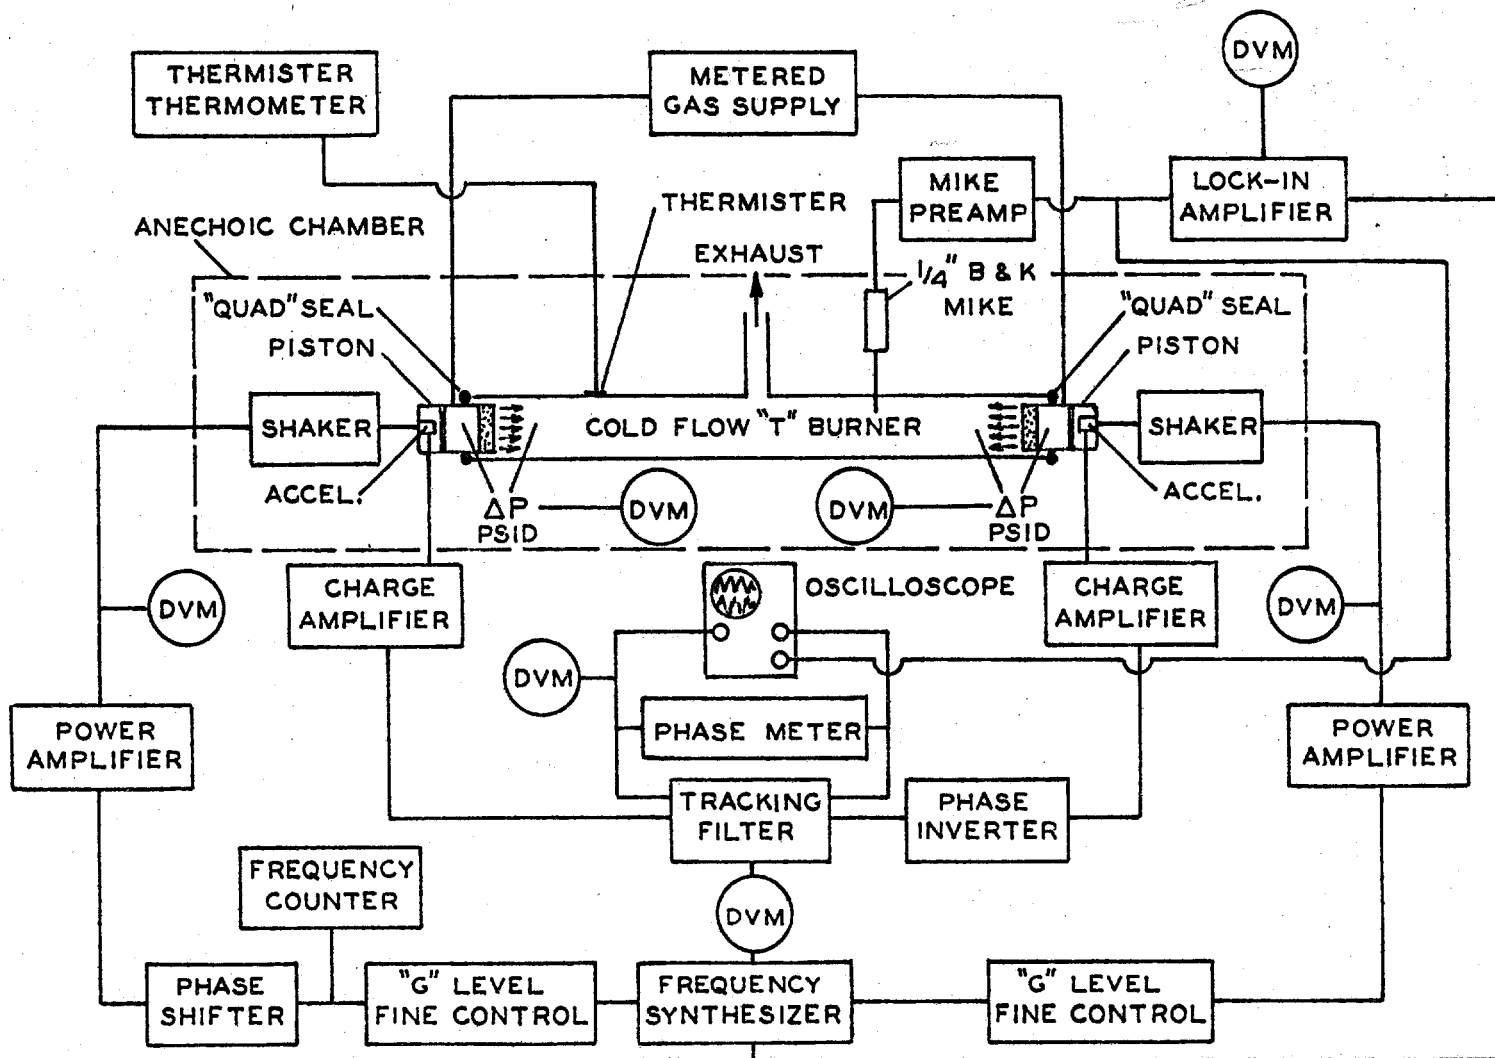 DVM
THERMISTER
THERMOMETER
METERED
GAS SUPPLY
MIKE
PREAMP
LOCK-IN
AMPLIFIER
THERMISTER
ANECHOIC CHAMBER
EXHAUST
1/4" B & K
MIKE
"QUAD" SEAL
PISTON
"QUAD" SEAL
PISTON
SHAKER
COLD FLOW "T" BURNER
SHAKER
ACCEL.
ACCEL.
ΔP
PSID
DVM
DVM
ΔP
PSID
CHARGE
AMPLIFIER
OSCILLOSCOPE
CHARGE
AMPLIFIER
DVM
DVM
DVM
POWER
AMPLIFIER
PHASE METER
POWER
AMPLIFIER
TRACKING
FILTER
PHASE
INVERTER
FREQUENCY
COUNTER
DVM
PHASE
SHIFTER
"G" LEVEL
FINE CONTROL
FREQUENCY
SYNTHESIZER
"G" LEVEL
FINE CONTROL